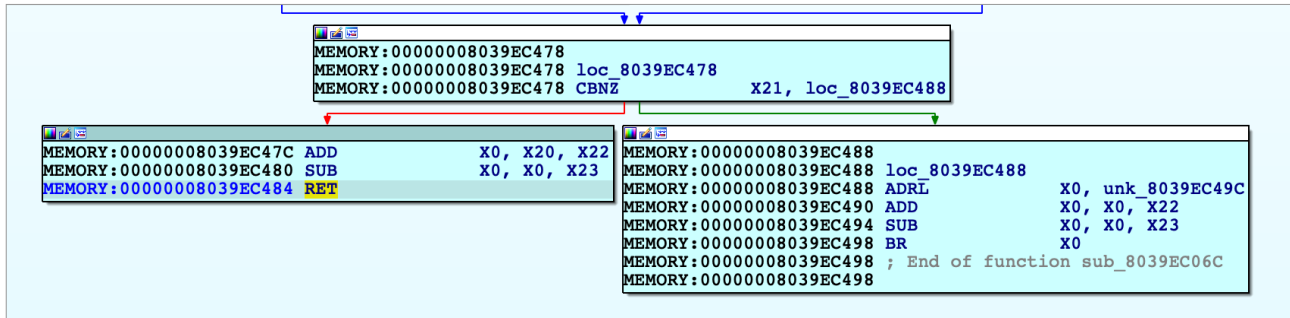 MEMORY:00000008039EC478
MEMORY:00000008039EC478 loc_8039EC478
MEMORY:00000008039EC478 CBNZ X21, loc_8039EC488
MEMORY:00000008039EC47C ADD X0, X20, X22
MEMORY:00000008039EC480 SUB X0, X0, X23
MEMORY:00000008039EC484 RET
MEMORY:00000008039EC488
MEMORY:00000008039EC488 loc_8039EC488
MEMORY:00000008039EC488 ADRL X0, unk_8039EC49C
MEMORY:00000008039EC490 ADD X0, X0, X22
MEMORY:00000008039EC494 SUB X0, X0, X23
MEMORY:00000008039EC498 BR X0
MEMORY:00000008039EC498 ; End of function sub_8039EC06C
MEMORY:00000008039EC498